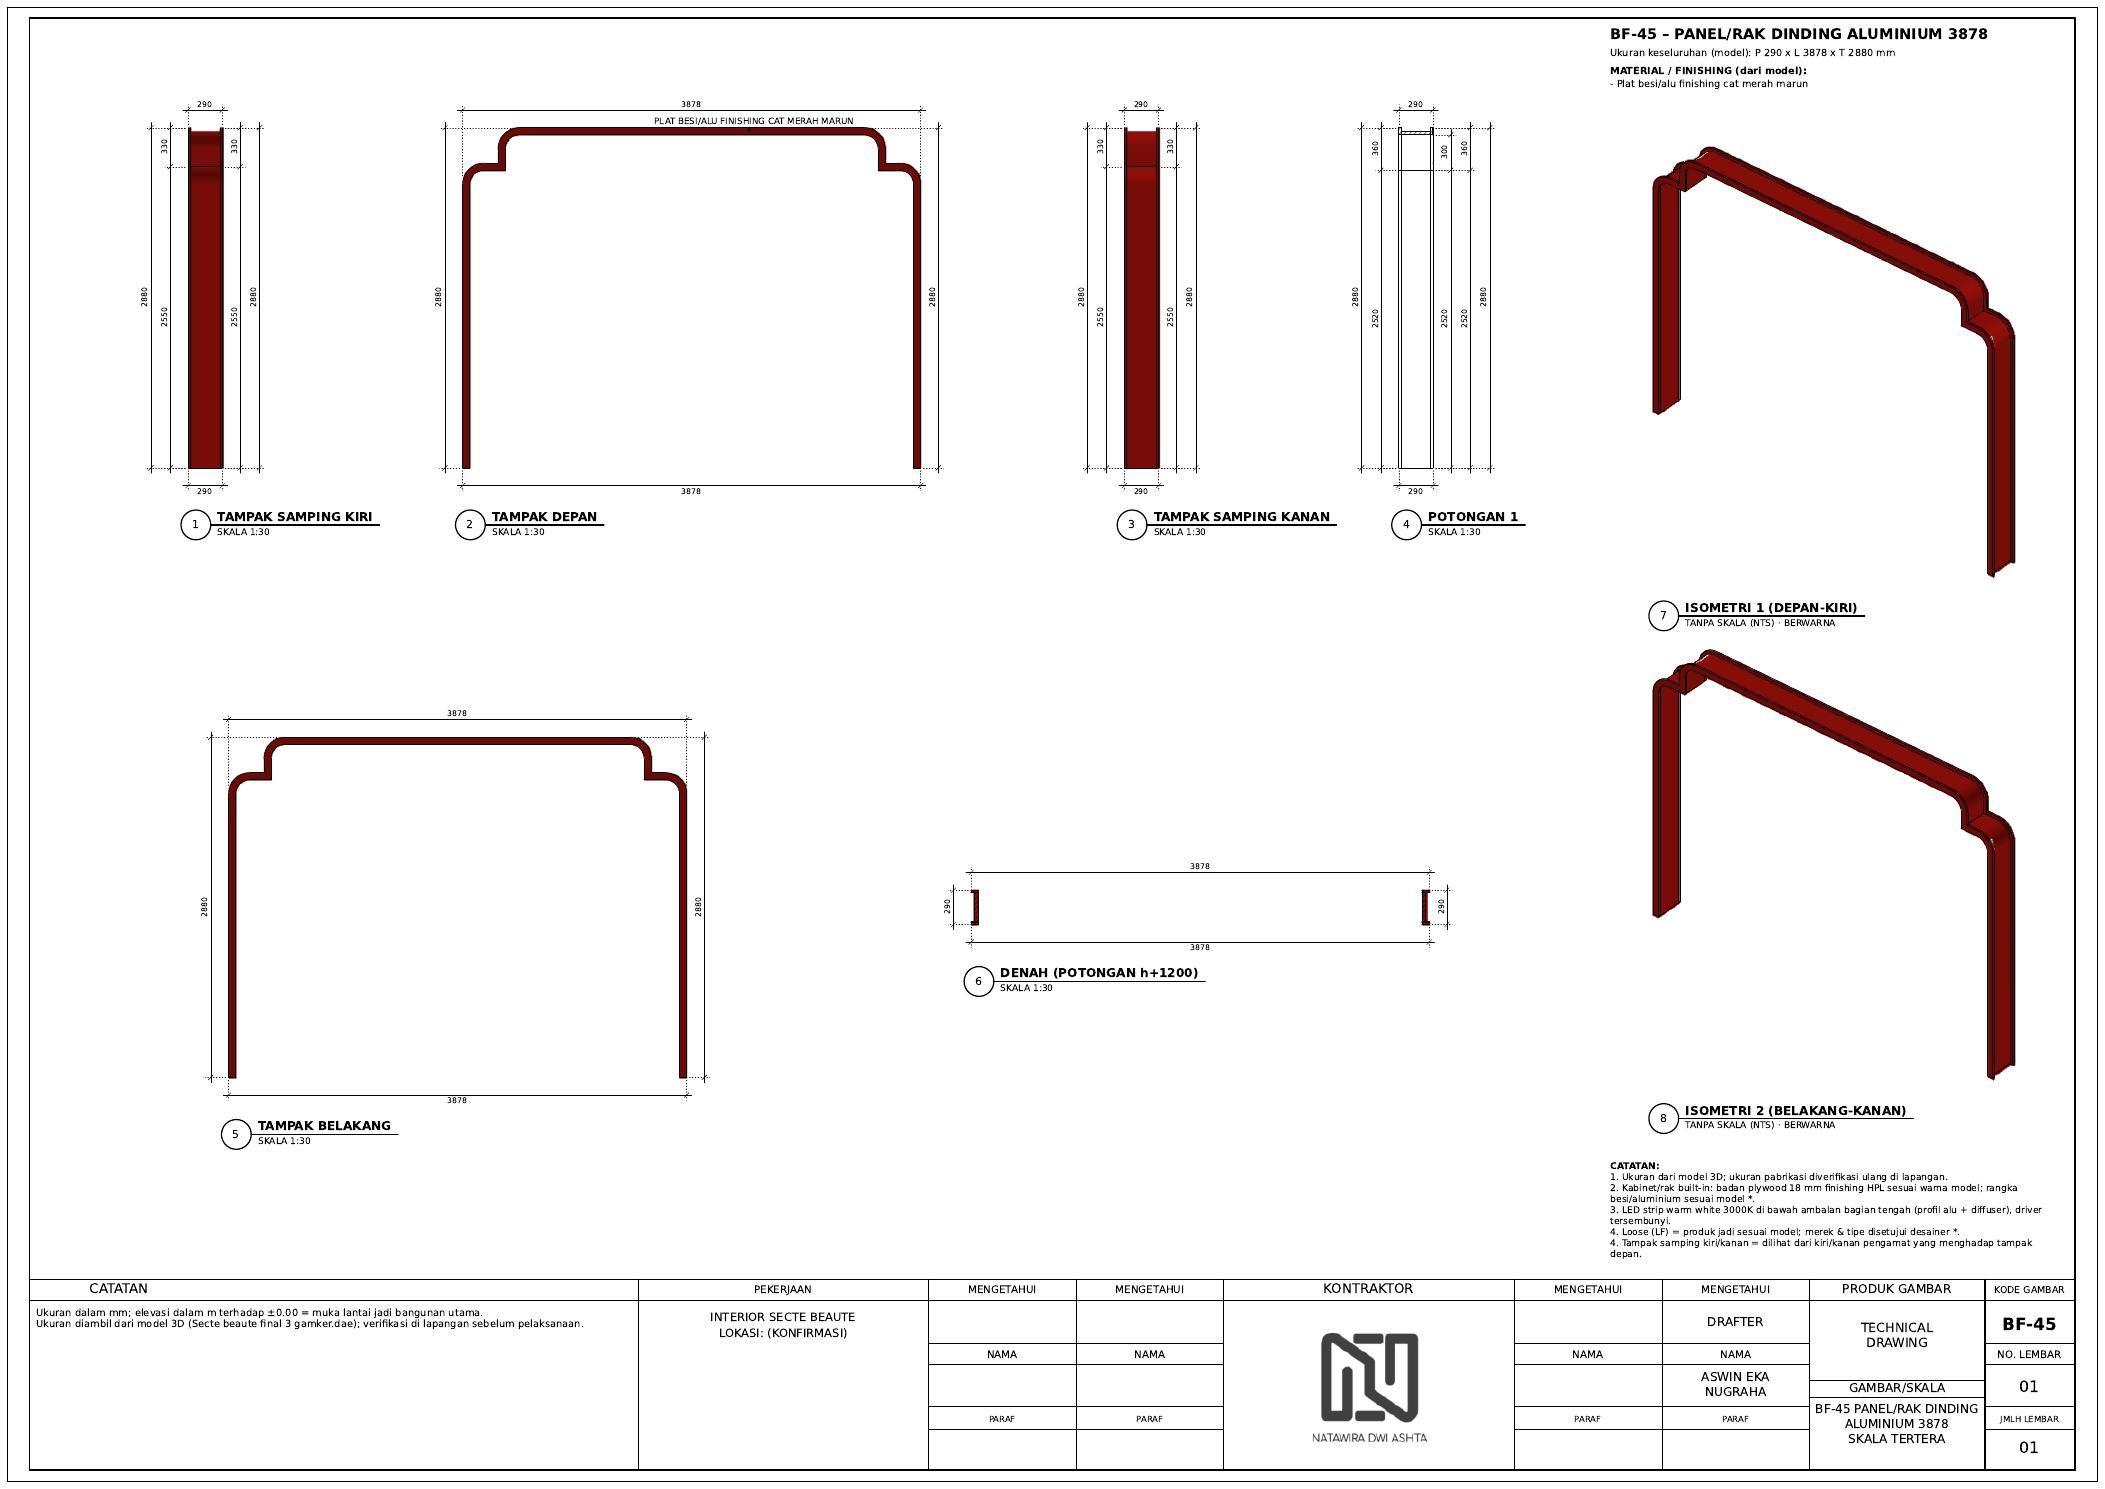 BF-45 – PANEL/RAK DINDING ALUMINIUM 3878
Ukuran keseluruhan (model): P 290 x L 3878 x T 2880 mm
MATERIAL / FINISHING (dari model):
- Plat besi/alu finishing cat merah marun
290
330
330
2880
2550
2550
2880
290
1
TAMPAK SAMPING KIRI
SKALA 1:30
3878
PLAT BESI/ALU FINISHING CAT MERAH MARUN
2880
2880
3878
2
TAMPAK DEPAN
SKALA 1:30
290
330
330
2880
2550
2550
2880
290
3
TAMPAK SAMPING KANAN
SKALA 1:30
290
360
300
360
2880
2520
2520
2520
2880
290
4
POTONGAN 1
SKALA 1:30
7
ISOMETRI 1 (DEPAN-KIRI)
TANPA SKALA (NTS) · BERWARNA
3878
2880
2880
3878
5
TAMPAK BELAKANG
SKALA 1:30
3878
290
290
3878
6
DENAH (POTONGAN h+1200)
SKALA 1:30
8
ISOMETRI 2 (BELAKANG-KANAN)
TANPA SKALA (NTS) · BERWARNA
CATATAN:
1. Ukuran dari model 3D; ukuran pabrikasi diverifikasi ulang di lapangan.
2. Kabinet/rak built-in: badan plywood 18 mm finishing HPL sesuai warna model; rangka
besi/aluminium sesuai model *.
3. LED strip warm white 3000K di bawah ambalan bagian tengah (profil alu + diffuser), driver
tersembunyi.
4. Loose (LF) = produk jadi sesuai model; merek & tipe disetujui desainer *.
4. Tampak samping kiri/kanan = dilihat dari kiri/kanan pengamat yang menghadap tampak
depan.
CATATAN
Ukuran dalam mm; elevasi dalam m terhadap ±0.00 = muka lantai jadi bangunan utama.
Ukuran diambil dari model 3D (Secte beaute final 3 gamker.dae); verifikasi di lapangan sebelum pelaksanaan.
PEKERJAAN
INTERIOR SECTE BEAUTE
LOKASI: (KONFIRMASI)
MENGETAHUI
NAMA
PARAF
MENGETAHUI
NAMA
PARAF
KONTRAKTOR
NATAWIRA DWI ASHTA
MENGETAHUI
NAMA
PARAF
MENGETAHUI
DRAFTER
NAMA
ASWIN EKA
NUGRAHA
PARAF
PRODUK GAMBAR
TECHNICAL
DRAWING
GAMBAR/SKALA
BF-45 PANEL/RAK DINDING
ALUMINIUM 3878
SKALA TERTERA
KODE GAMBAR
BF-45
NO. LEMBAR
01
JMLH LEMBAR
01